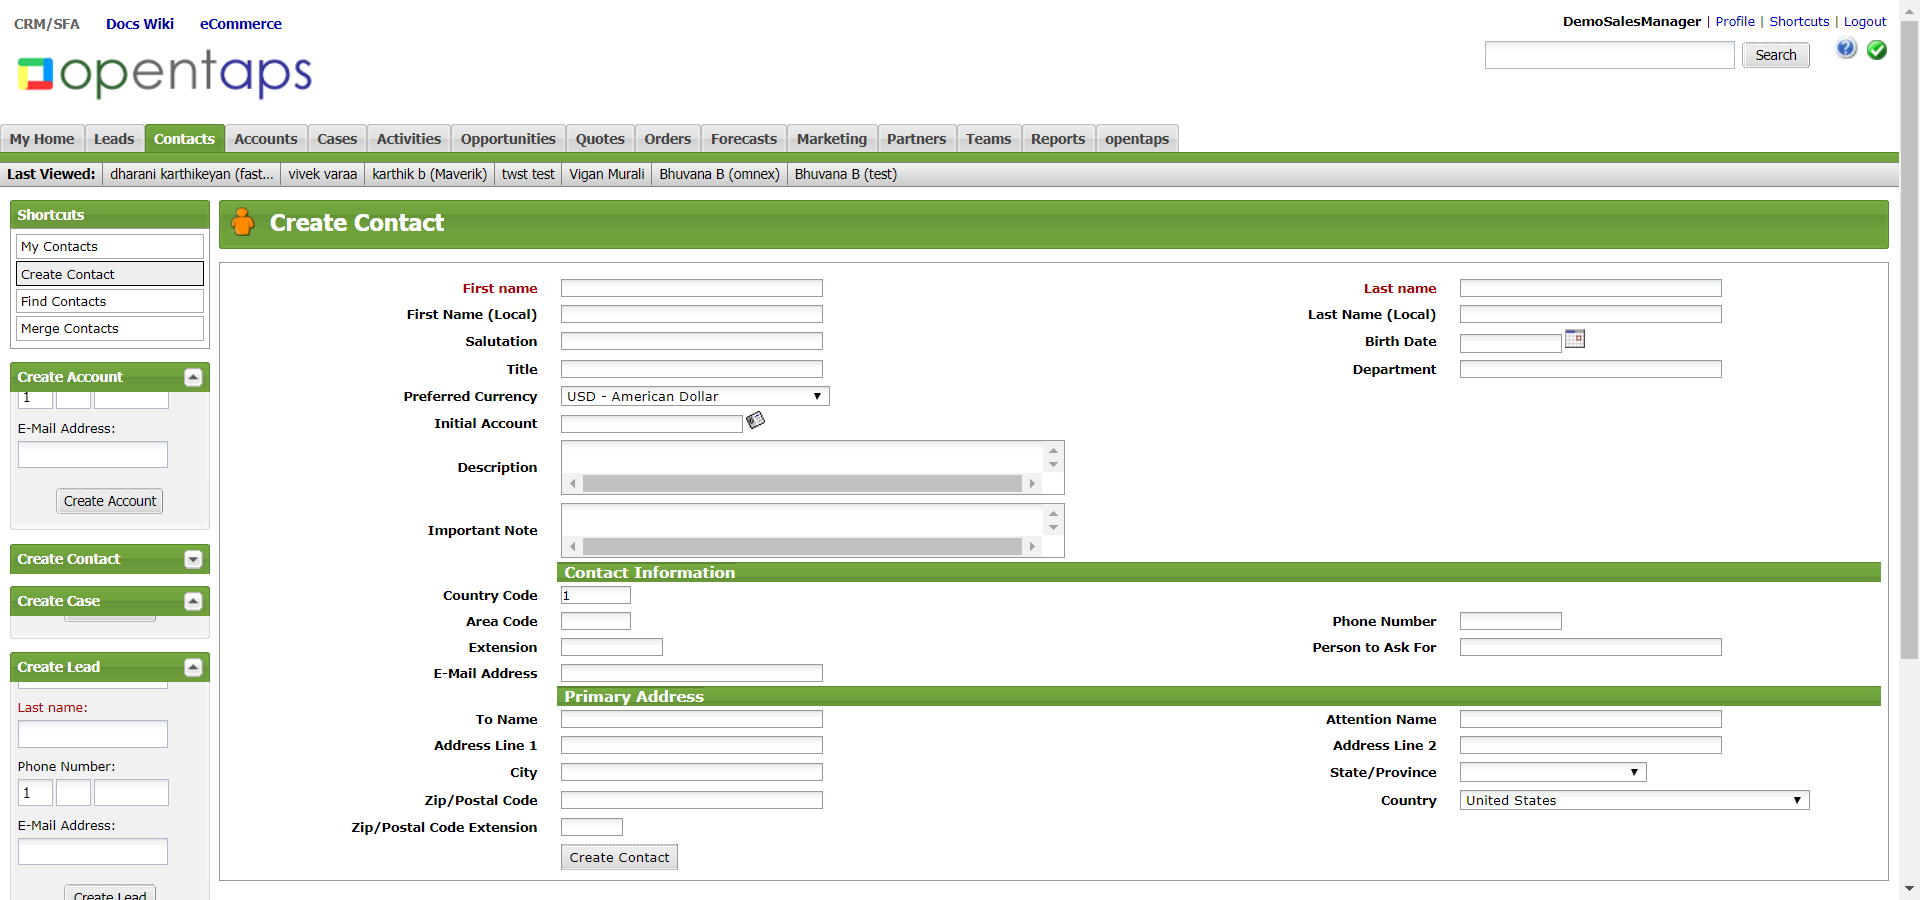 CRM/SFA Docs Wiki eCommerce
DemoSalesManager | Profile | Shortcuts | Logout
opentaps
Search
My Home Leads Contacts Accounts Cases Activities Opportunities Quotes Orders Forecasts Marketing Partners Teams Reports opentaps
Last Viewed: dharani karthikeyan (fast... vivek varaa karthik b (Maverik) twst test Vigan Murali Bhuvana B (omnex) Bhuvana B (test)
Shortcuts
My Contacts
Create Contact
Find Contacts
Merge Contacts
Create Account
1
E-Mail Address:
Create Account
Create Contact
Create Case
Create Lead
Last name:
Phone Number:
1
E-Mail Address:
Create Lead
Create Contact
First name Last name
First Name (Local) Last Name (Local)
Salutation Birth Date
Title Department
Preferred Currency USD - American Dollar
Initial Account
Description
Important Note
Contact Information
Country Code 1
Area Code Phone Number
Extension Person to Ask For
E-Mail Address
Primary Address
To Name Attention Name
Address Line 1 Address Line 2
City State/Province
Zip/Postal Code Country United States
Zip/Postal Code Extension
Create Contact